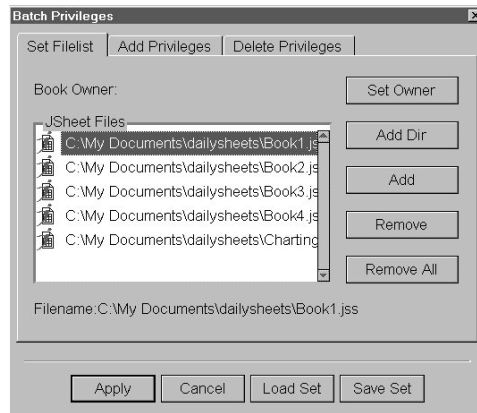 Batch Privileges
Set Filelist Add Privileges Delete Privileges
Book Owner:
Set Owner
JSheet Files
C:\My Documents\dailysheets\Book1.js
C:\My Documents\dailysheets\Book2.js
C:\My Documents\dailysheets\Book3.js
C:\My Documents\dailysheets\Book4.js
C:\My Documents\dailysheets\Charting
Add Dir
Add
Remove
Remove All
Filename:C:\My Documents\dailysheets\Book1.jss
Apply Cancel Load Set Save Set